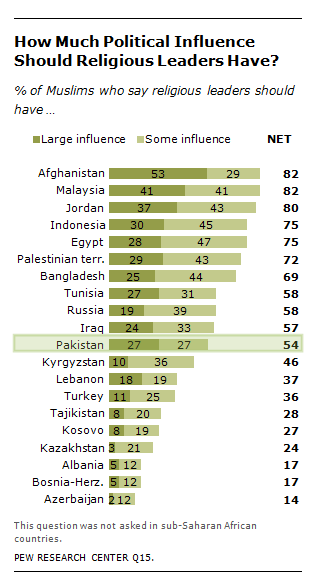 How Much Political Influence
Should Religious Leaders Have?
% of Muslims who say religious leaders should
have ...
Large influence Some influence NET
Afghanistan 53 29 82
Malaysia 41 41 82
Jordan 37 43 80
Indonesia 30 45 75
Egypt 28 47 75
Palestinian terr. 29 43 72
Bangladesh 25 44 69
Tunisia 27 31 58
Russia 19 39 58
Iraq 24 33 57
Pakistan 27 27 54
Kyrgyzstan 10 36 46
Lebanon 18 19 37
Turkey 11 25 36
Tajikistan 8 20 28
Kosovo 8 19 27
Kazakhstan 3 21 24
Albania 5 12 17
Bosnia-Herz. 5 12 17
Azerbaijan 2 12 14
This question was not asked in sub-Saharan African
countries.
PEW RESEARCH CENTER Q15.